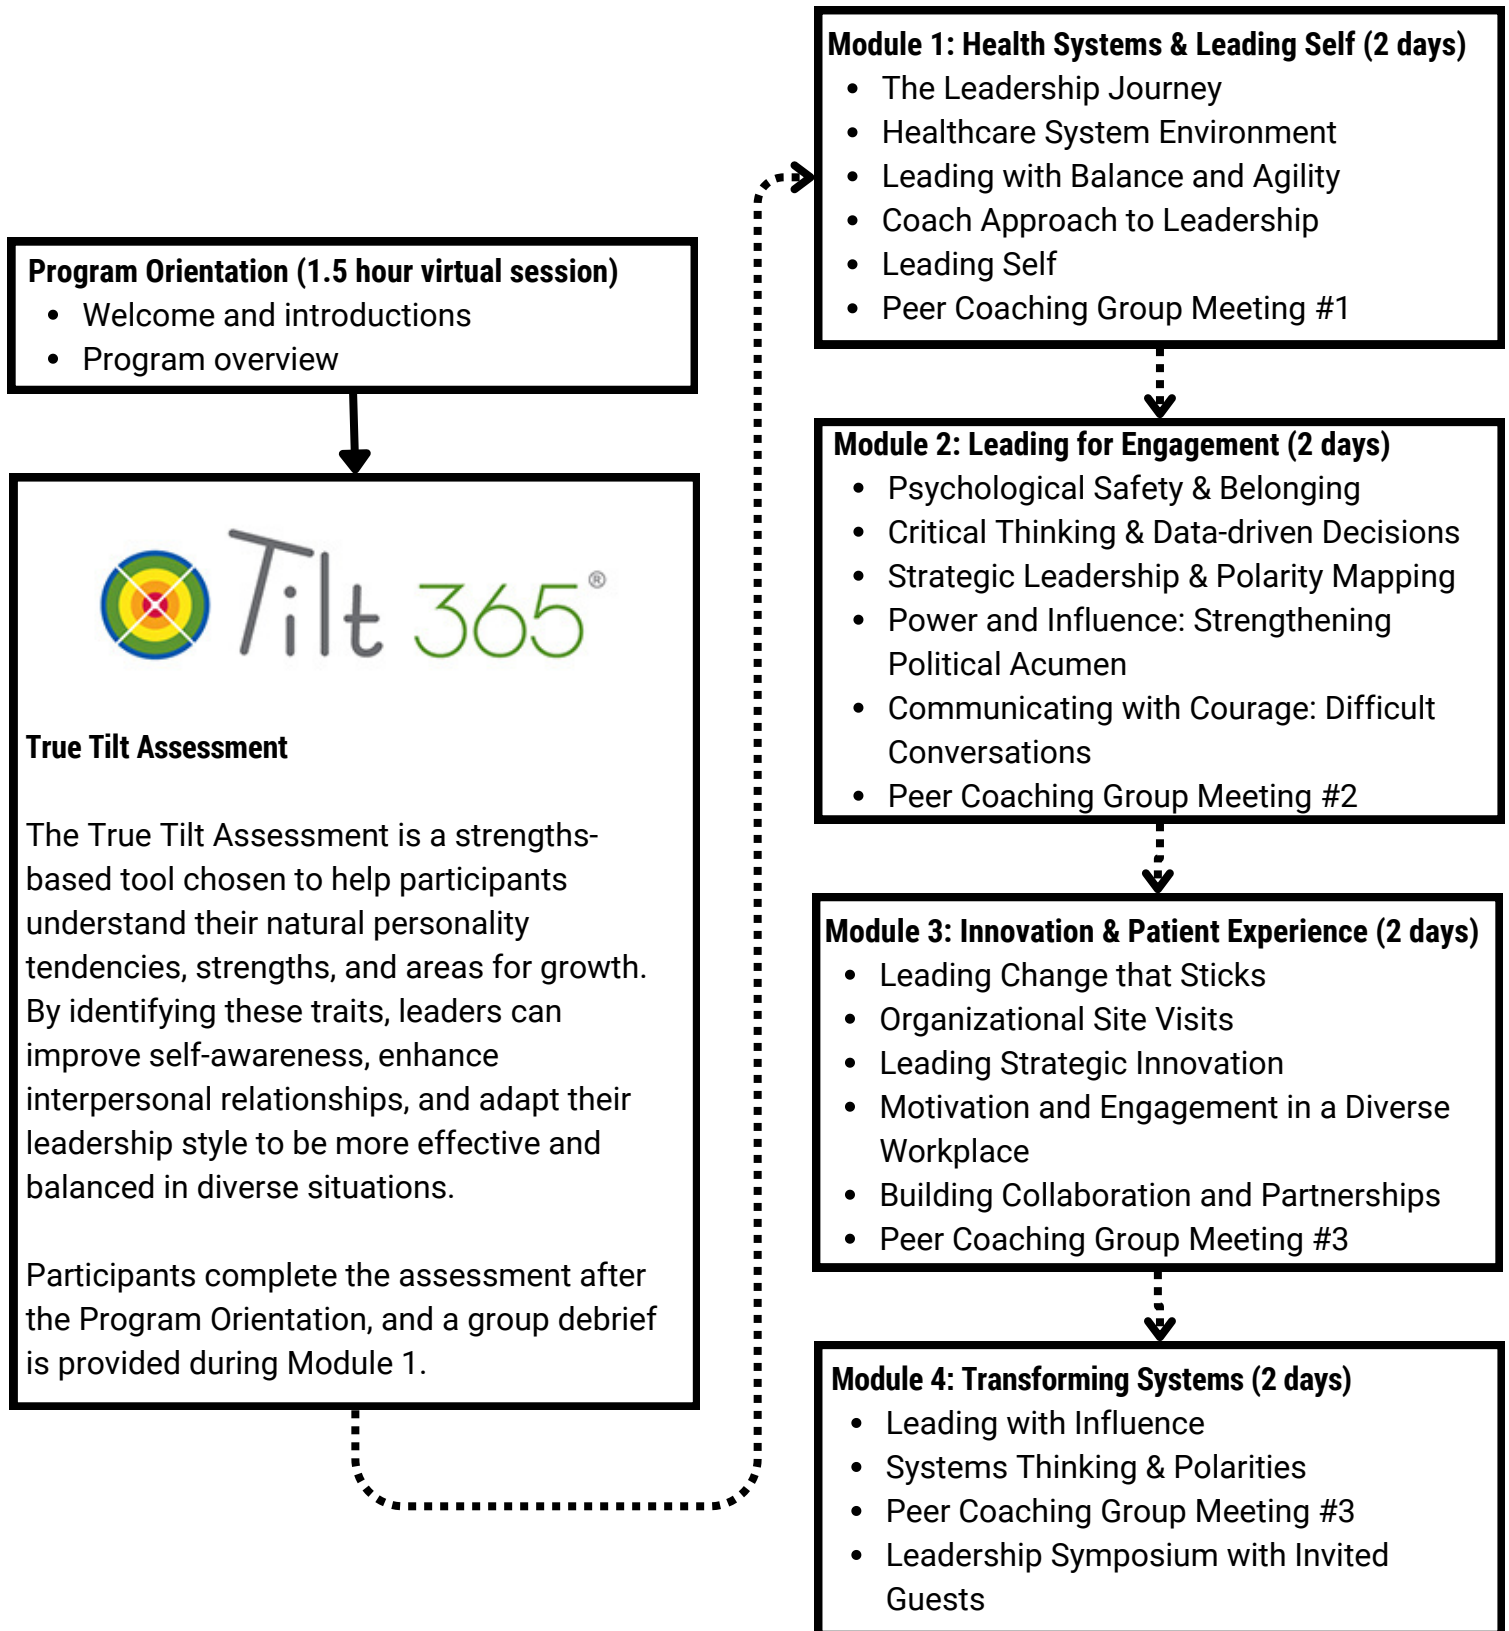 Program Orientation (1.5 hour virtual session)
• Welcome and introductions
• Program overview
Tilt 365®
True Tilt Assessment
The True Tilt Assessment is a strengths-
based tool chosen to help participants
understand their natural personality
tendencies, strengths, and areas for growth.
By identifying these traits, leaders can
improve self-awareness, enhance
interpersonal relationships, and adapt their
leadership style to be more effective and
balanced in diverse situations.
Participants complete the assessment after
the Program Orientation, and a group debrief
is provided during Module 1.
Module 1: Health Systems & Leading Self (2 days)
• The Leadership Journey
• Healthcare System Environment
• Leading with Balance and Agility
• Coach Approach to Leadership
• Leading Self
• Peer Coaching Group Meeting #1
Module 2: Leading for Engagement (2 days)
• Psychological Safety & Belonging
• Critical Thinking & Data-driven Decisions
• Strategic Leadership & Polarity Mapping
• Power and Influence: Strengthening
Political Acumen
• Communicating with Courage: Difficult
Conversations
• Peer Coaching Group Meeting #2
Module 3: Innovation & Patient Experience (2 days)
• Leading Change that Sticks
• Organizational Site Visits
• Leading Strategic Innovation
• Motivation and Engagement in a Diverse
Workplace
• Building Collaboration and Partnerships
• Peer Coaching Group Meeting #3
Module 4: Transforming Systems (2 days)
• Leading with Influence
• Systems Thinking & Polarities
• Peer Coaching Group Meeting #3
• Leadership Symposium with Invited
Guests